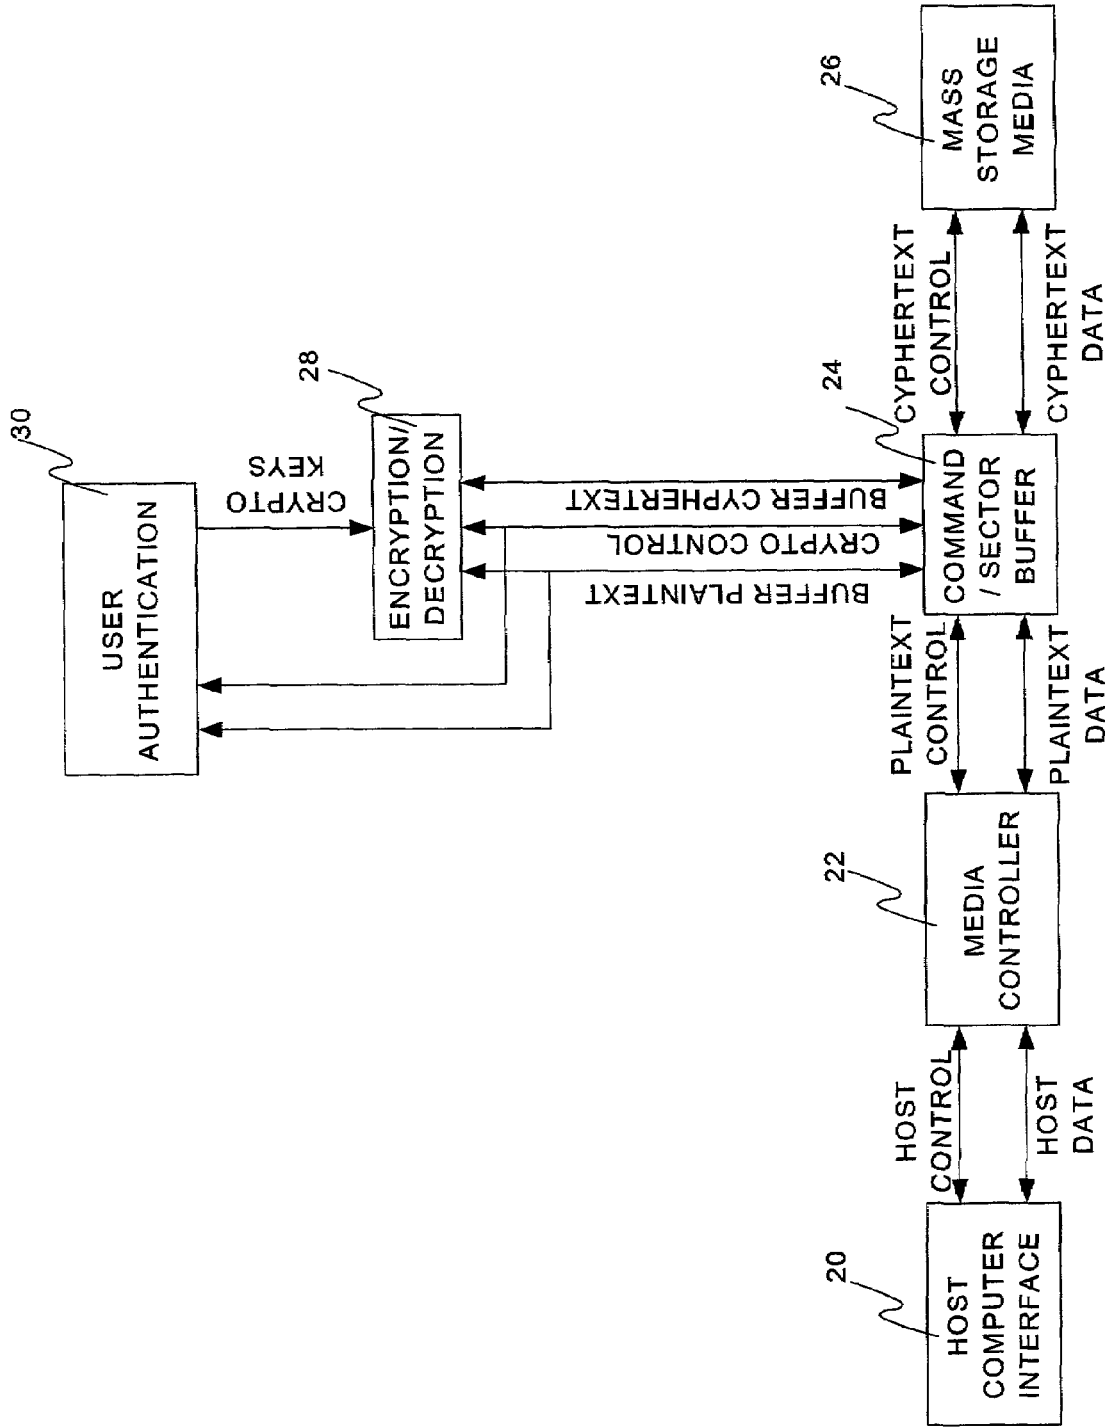 30
USER
AUTHENTICATION
CRYPTO
KEYS
28
ENCRYPTION/
DECRYPTION
BUFFER PLAINTEXT
CRYPTO CONTROL
BUFFER CYPHERTEXT
20
HOST
COMPUTER
INTERFACE
HOST
CONTROL
HOST
DATA
22
MEDIA
CONTROLLER
PLAINTEXT
CONTROL
PLAINTEXT
DATA
24
COMMAND
/ SECTOR
BUFFER
CYPHERTEXT
CONTROL
CYPHERTEXT
DATA
26
MASS
STORAGE
MEDIA